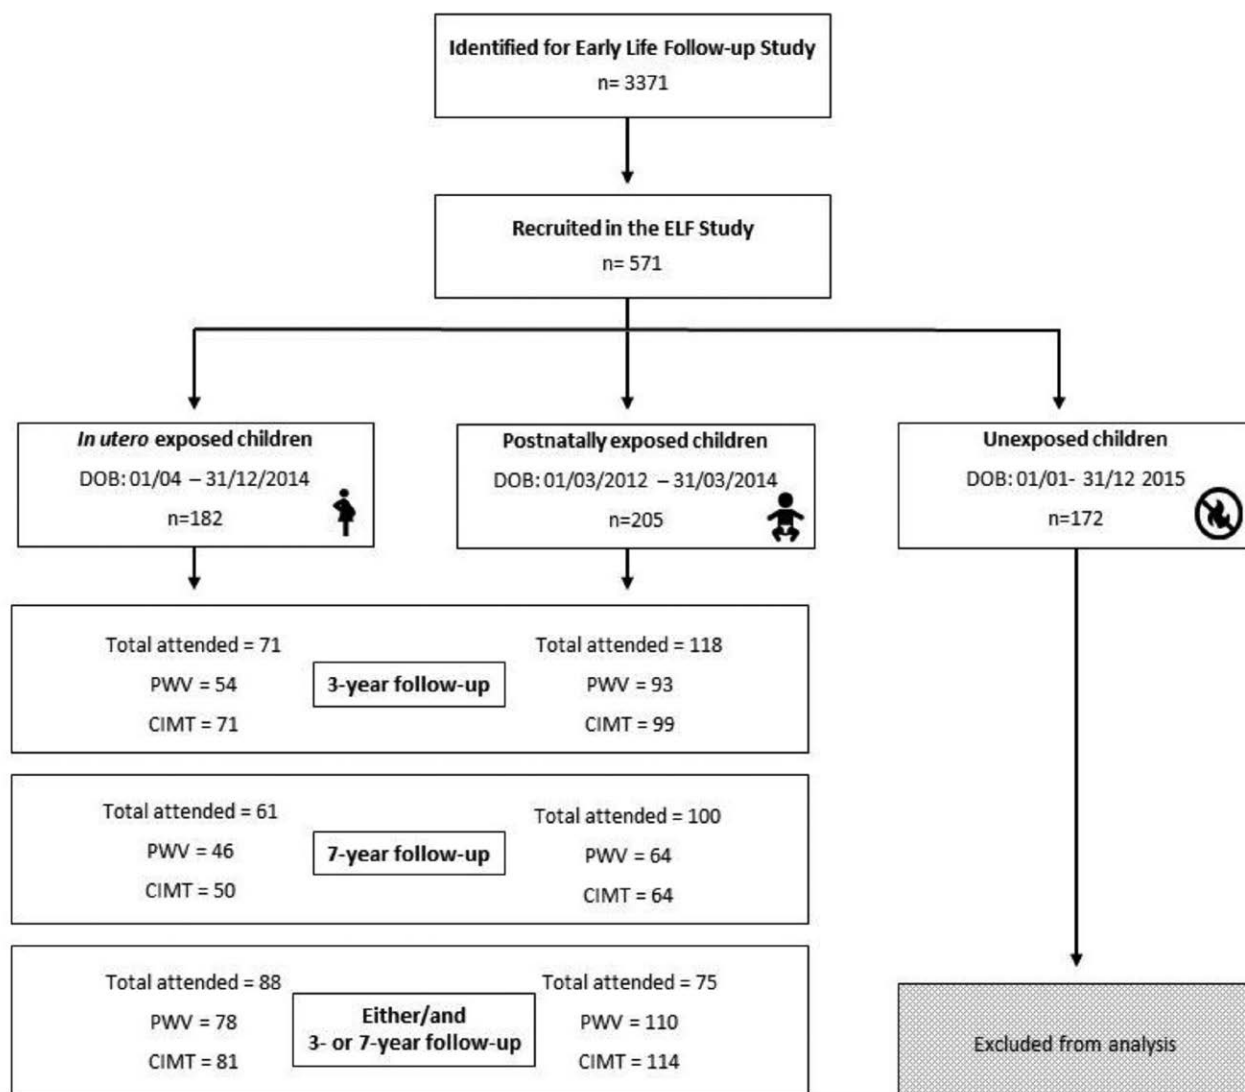 Identified for Early Life Follow-up Study
n= 3371
Recruited in the ELF Study
n= 571
In utero exposed children
DOB: 01/04 – 31/12/2014
n=182
Postnatally exposed children
DOB: 01/03/2012 – 31/03/2014
n=205
Unexposed children
DOB: 01/01- 31/12 2015
n=172
Total attended = 71
PWV = 54
CIMT = 71
3-year follow-up
Total attended = 118
PWV = 93
CIMT = 99
Total attended = 61
PWV = 46
CIMT = 50
7-year follow-up
Total attended = 100
PWV = 64
CIMT = 64
Total attended = 88
PWV = 78
CIMT = 81
Either/and
3- or 7-year follow-up
Total attended = 75
PWV = 110
CIMT = 114
Excluded from analysis